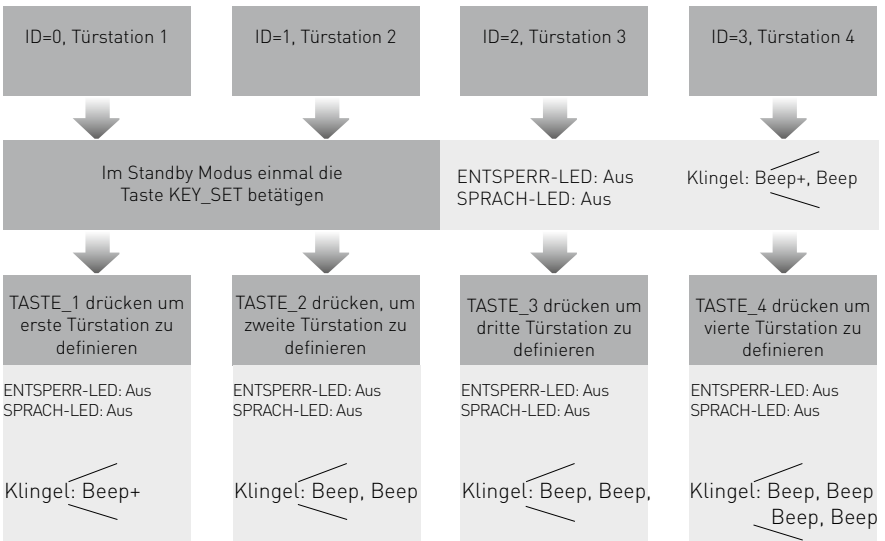 ID=0, Türstation 1
ID=1, Türstation 2
ID=2, Türstation 3
ID=3, Türstation 4
Im Standby Modus einmal die
Taste KEY_SET betätigen
ENTSPERR-LED: Aus
SPRACH-LED: Aus
Klingel: Beep+, Beep
TASTE_1 drücken um
erste Türstation zu
definieren
TASTE_2 drücken, um
zweite Türstation zu
definieren
TASTE_3 drücken um
dritte Türstation zu
definieren
TASTE_4 drücken um
vierte Türstation zu
definieren
ENTSPERR-LED: Aus
SPRACH-LED: Aus
Klingel: Beep+
ENTSPERR-LED: Aus
SPRACH-LED: Aus
Klingel: Beep, Beep
ENTSPERR-LED: Aus
SPRACH-LED: Aus
Klingel: Beep, Beep,
ENTSPERR-LED: Aus
SPRACH-LED: Aus
Klingel: Beep, Beep
Beep, Beep